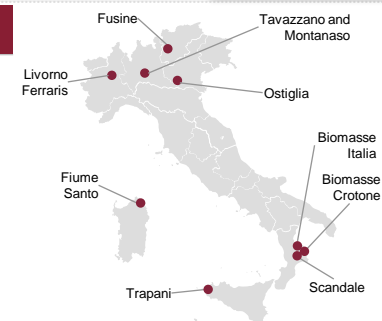 Fusine
Tavazzano and
Montanaso
Livorno
Ferraris
Ostiglia
Biomasse
Italia
Biomasse
Crotone
Fiume
Santo
Scandale
Trapani